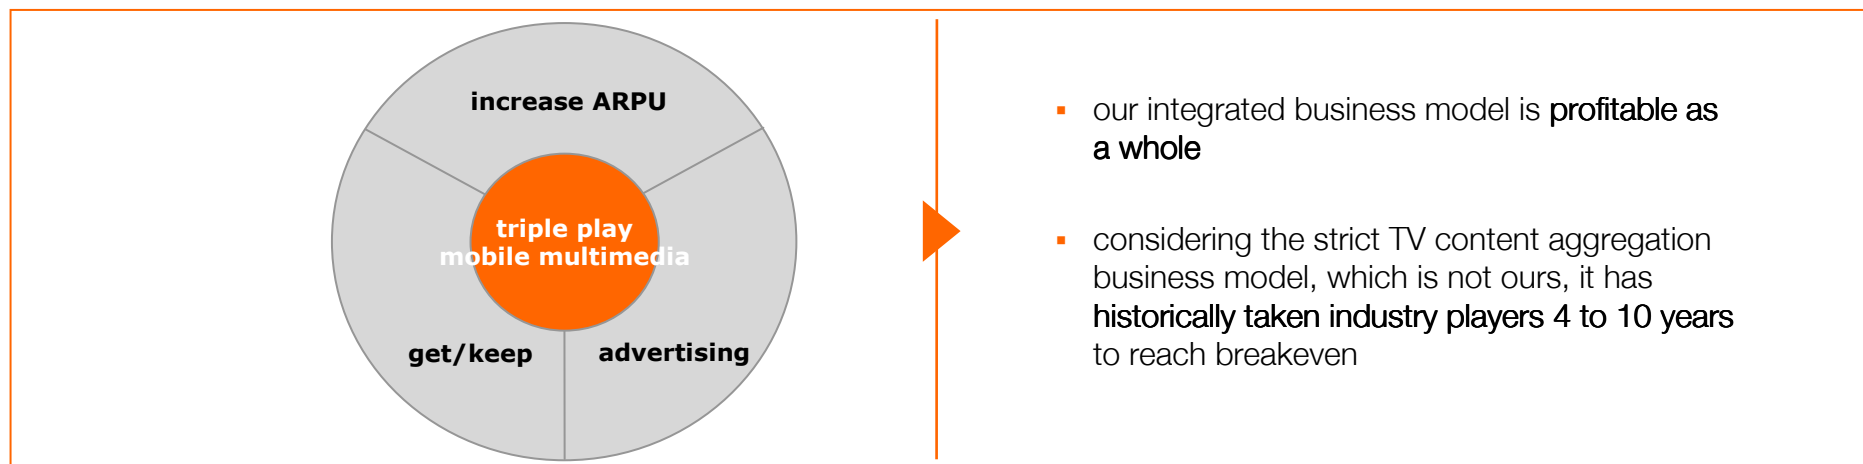 increase ARPU
triple play
mobile multimedia
get/keep
advertising
our integrated business model is profitable as
a whole
considering the strict TV content aggregation
business model, which is not ours, it has
historically taken industry players 4 to 10 years
to reach breakeven